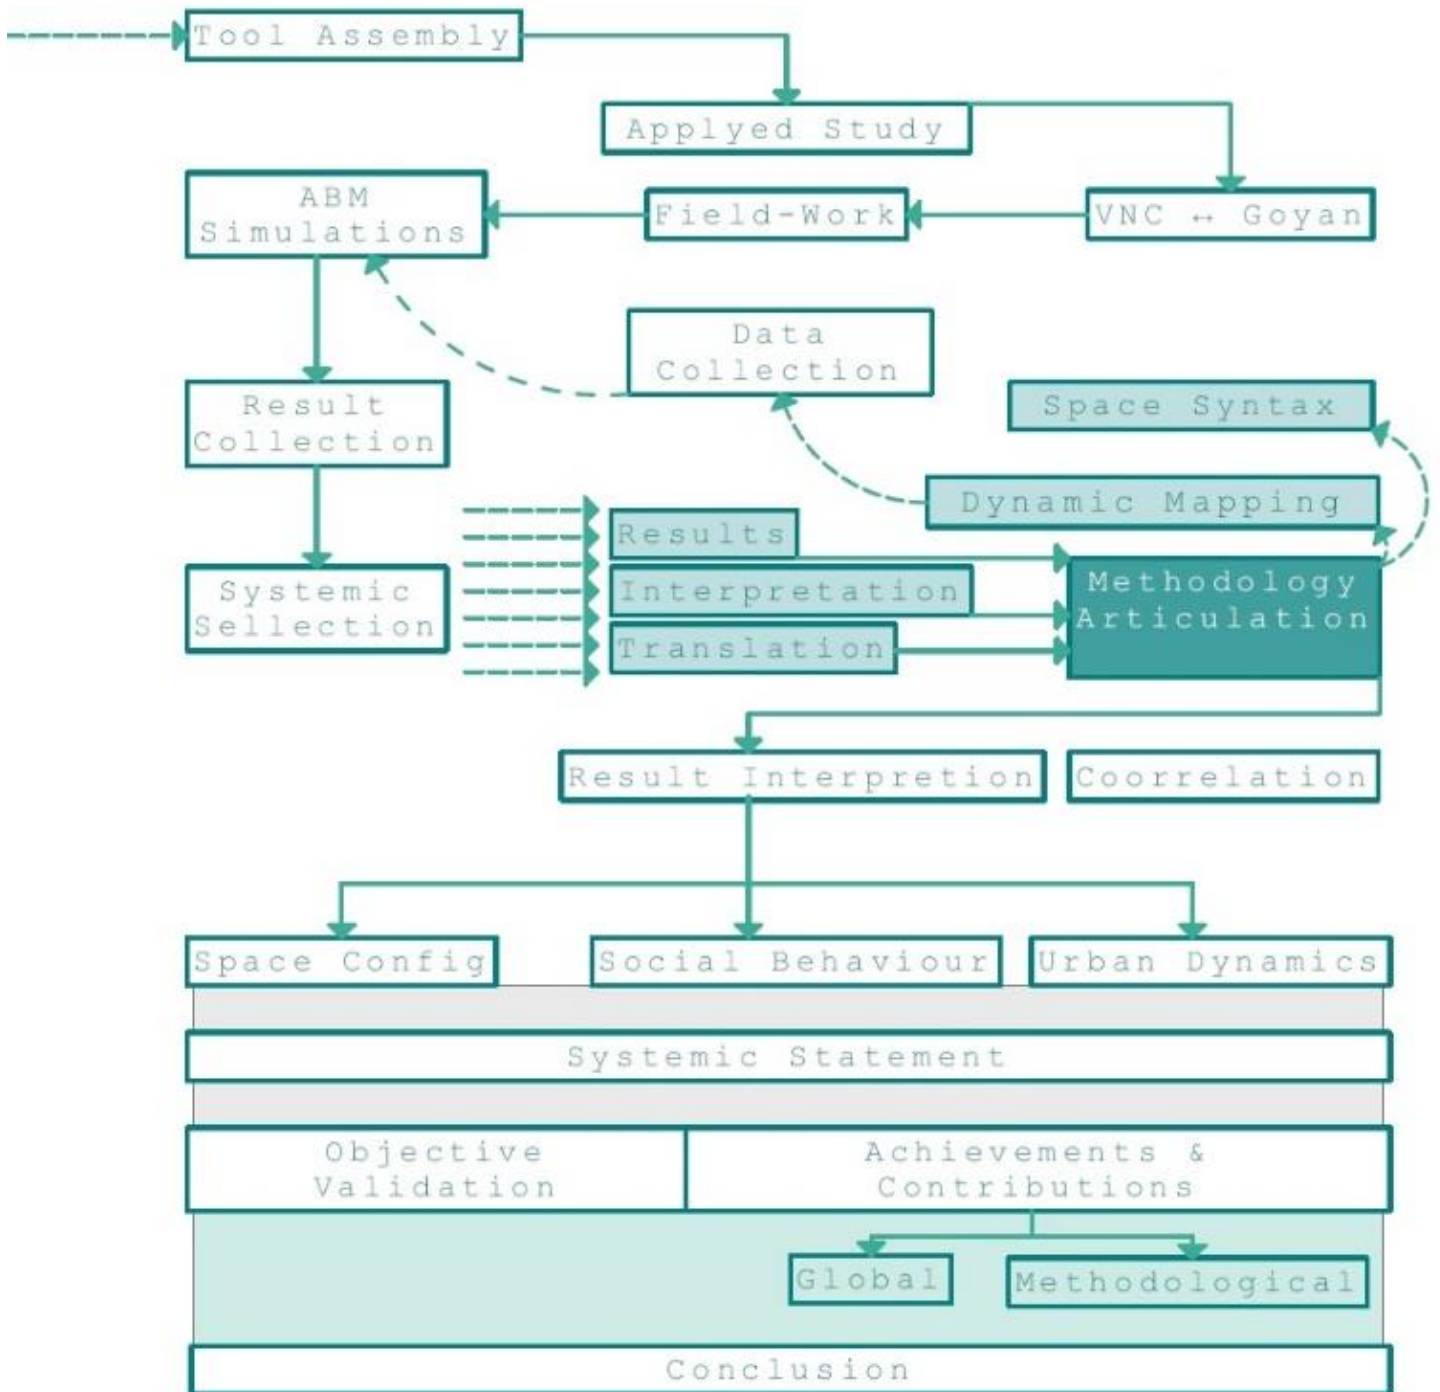 Tool Assembly
Applyed Study
ABM
Simulations
Field-Work
VNC ↔ Goyan
Data
Collection
Result
Collection
Space Syntax
Dynamic Mapping
Results
Interpretation
Translation
Methodology
Articulation
Systemic
Sellection
Result Interpretion
Coorrelation
Space Config
Social Behaviour
Urban Dynamics
Systemic Statement
Objective
Validation
Achievements &
Contributions
Global
Methodological
Conclusion